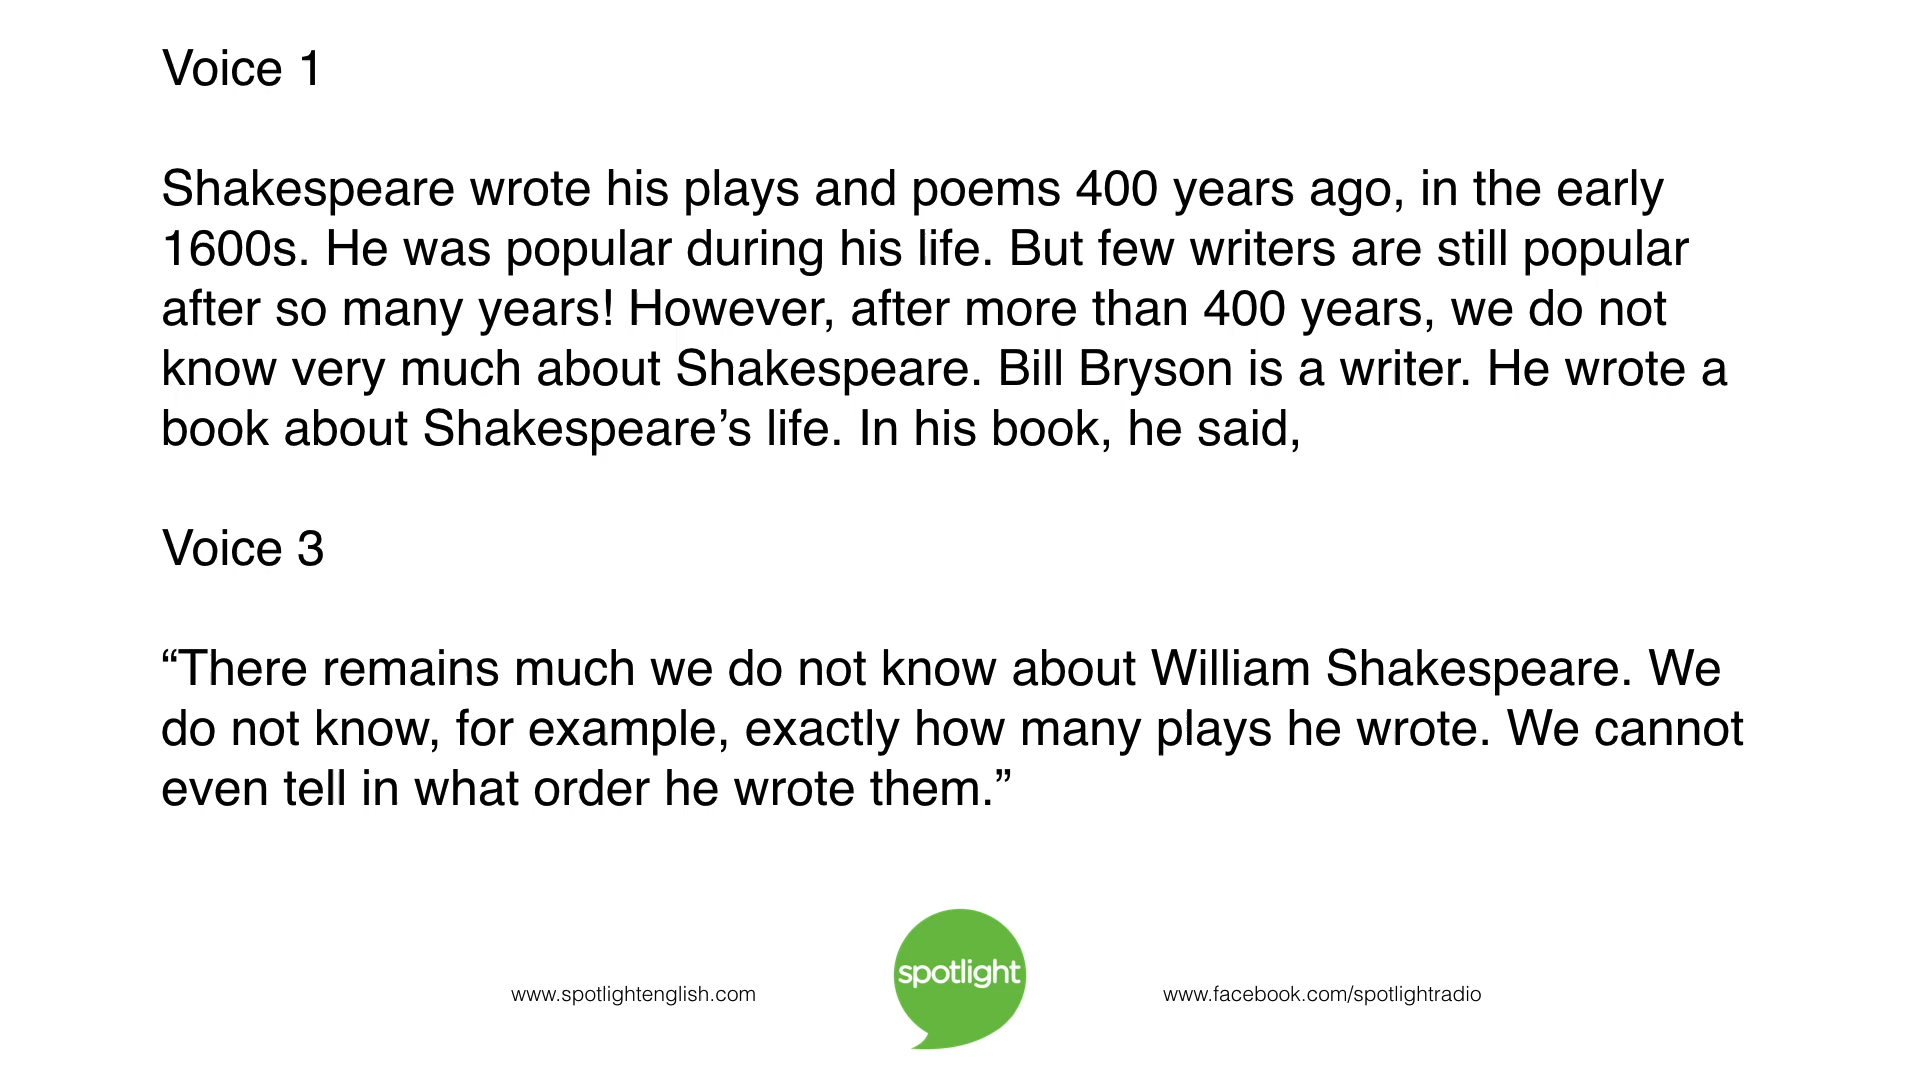 Voice 1
Shakespeare wrote his plays and poems 400 years ago, in the early
1600s. He was popular during his life. But few writers are still popular
after so many years! However, after more than 400 years, we do not
know very much about Shakespeare. Bill Bryson is a writer. He wrote a
book about Shakespeare’s life. In his book, he said,
Voice 3
“There remains much we do not know about William Shakespeare. We
do not know, for example, exactly how many plays he wrote. We cannot
even tell in what order he wrote them.”
spotlight
www.spotlightenglish.com
www.facebook.com/spotlightradio